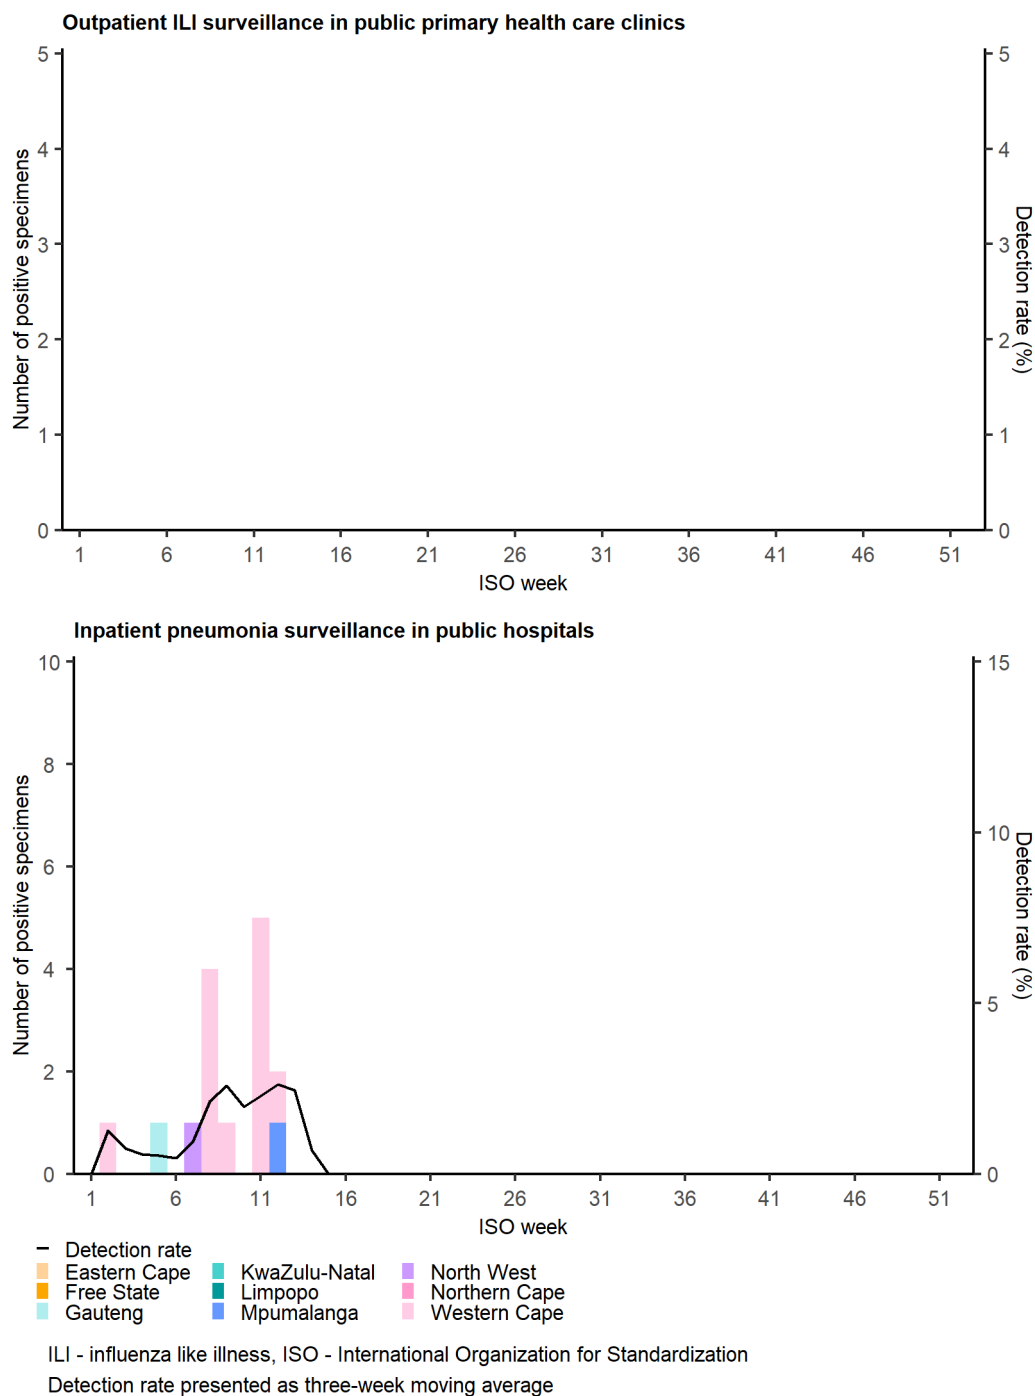 Outpatient ILI surveillance in public primary health care clinics
Number of positive specimens
5
4
3
2
1
0
5
4
3
2
1
0
Detection rate (%)
1 6 11 16 21 26 31 36 41 46 51
ISO week
Inpatient pneumonia surveillance in public hospitals
Number of positive specimens
10
8
6
4
2
0
15
10
5
0
Detection rate (%)
1 6 11 16 21 26 31 36 41 46 51
ISO week
Detection rate
Eastern Cape KwaZulu-Natal North West
Free State Limpopo Northern Cape
Gauteng Mpumalanga Western Cape
ILI - influenza like illness, ISO - International Organization for Standardization
Detection rate presented as three-week moving average